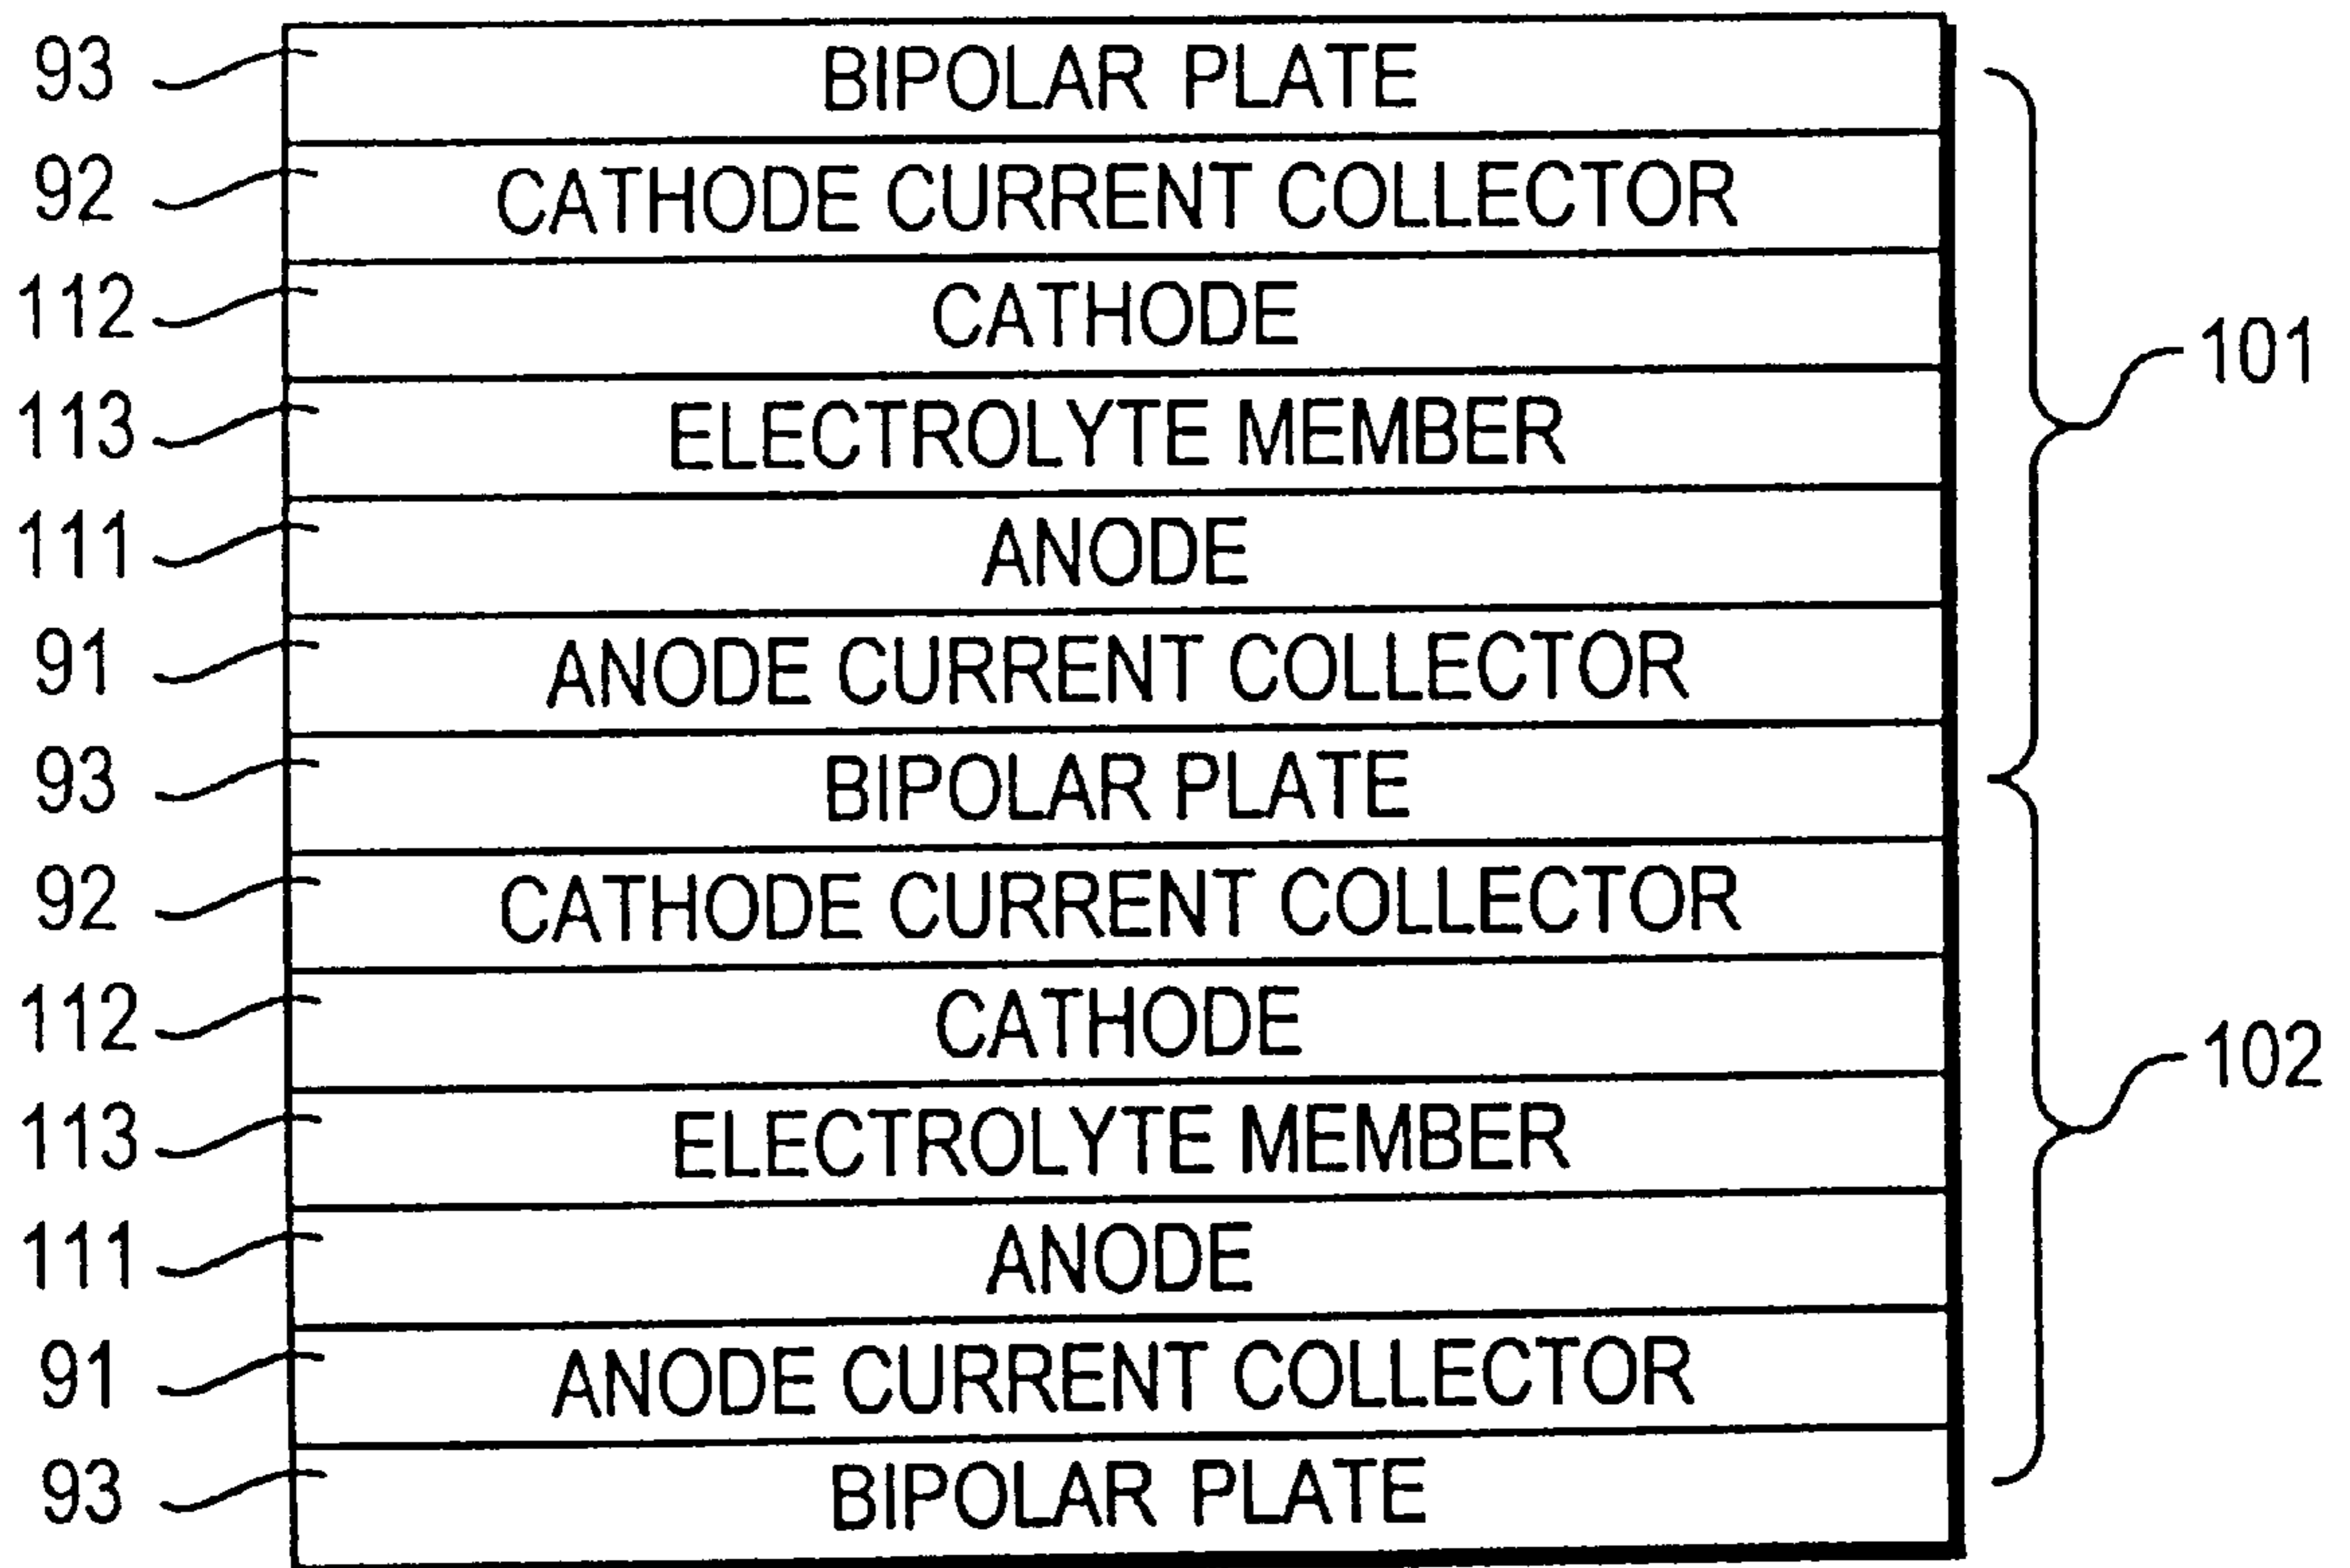 93 BIPOLAR PLATE
92 CATHODE CURRENT COLLECTOR
112 CATHODE
101
113 ELECTROLYTE MEMBER
111 ANODE
91 ANODE CURRENT COLLECTOR
93 BIPOLAR PLATE
92 CATHODE CURRENT COLLECTOR
112 CATHODE
102
113 ELECTROLYTE MEMBER
111 ANODE
91 ANODE CURRENT COLLECTOR
93 BIPOLAR PLATE